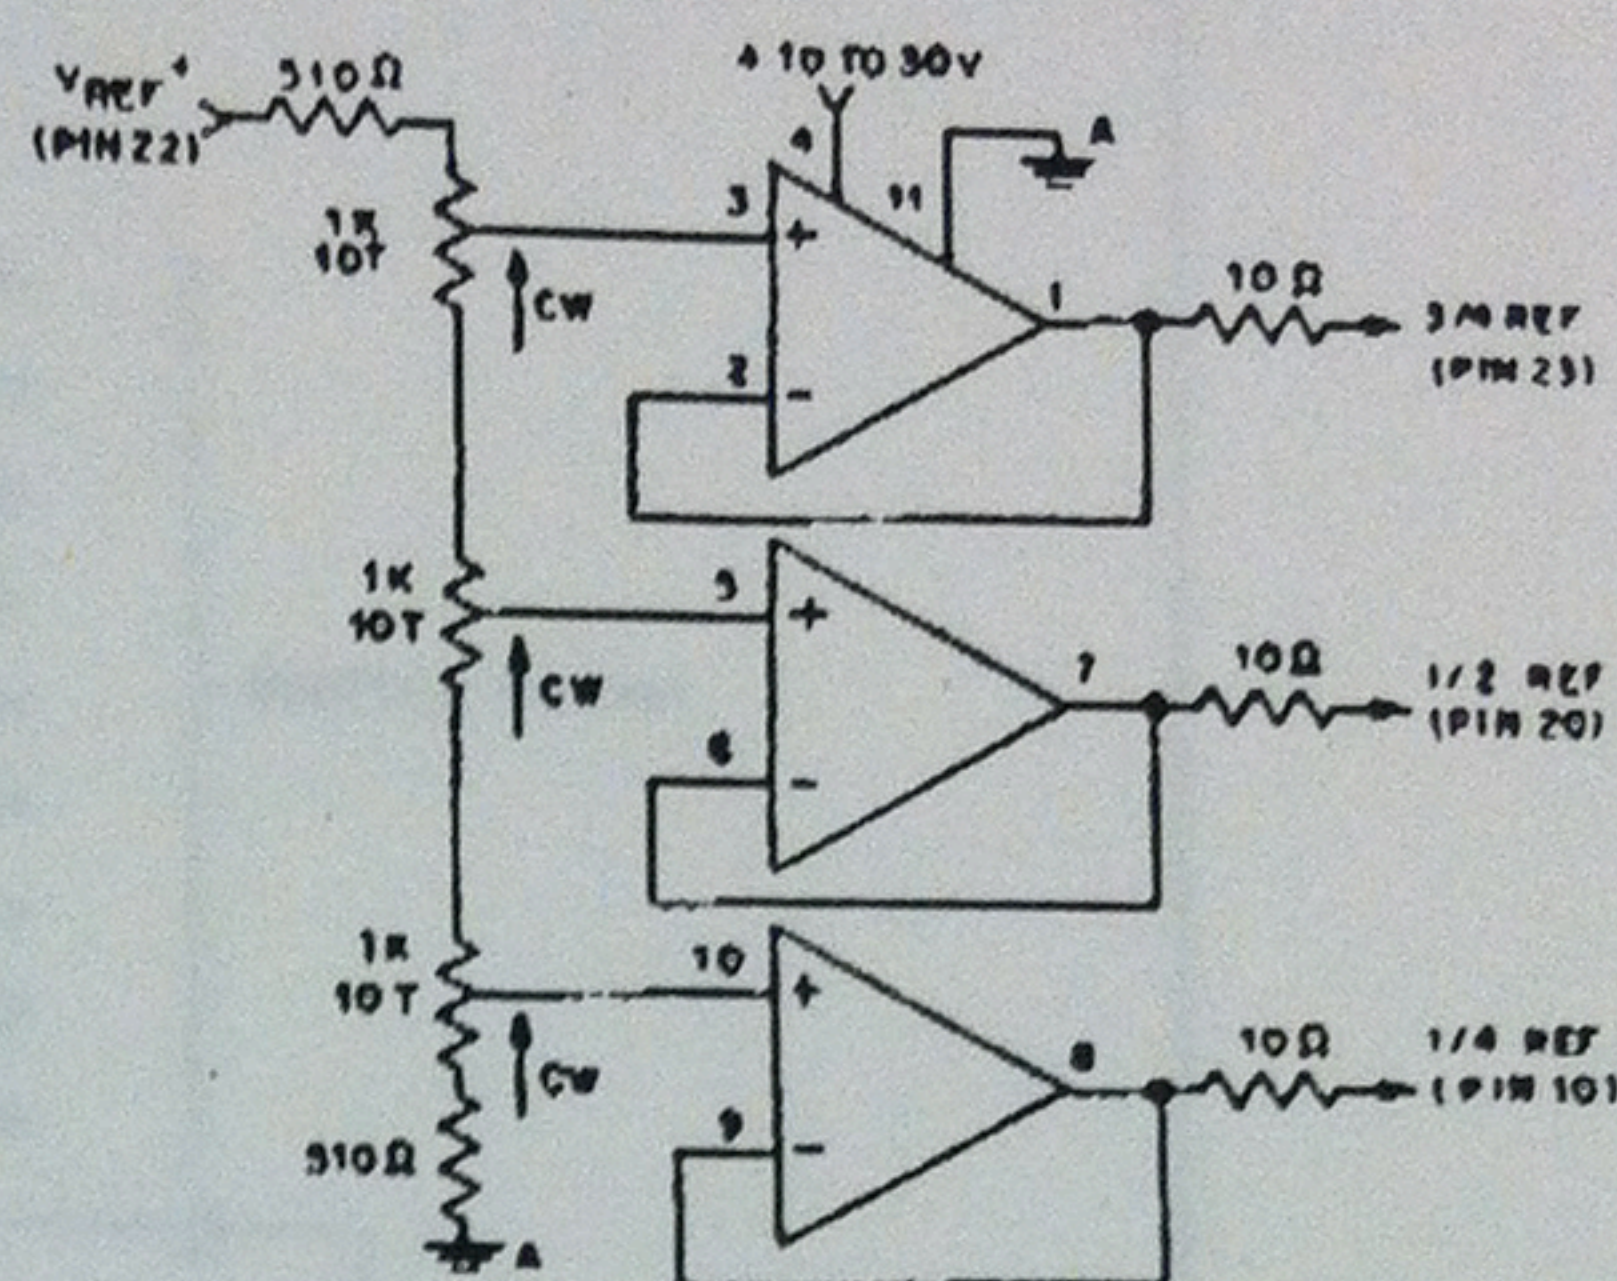 VREF+
(PIN 22)
510Ω
+10 TO 30V
4
11
A
1K
10T
CW
3
+
2
-
1
10Ω
3/4 REF
(PIN 23)
1K
10T
CW
5
+
6
-
7
10Ω
1/2 REF
(PIN 20)
1K
10T
CW
10
+
9
-
8
10Ω
1/4 REF
(PIN 10)
510Ω
A